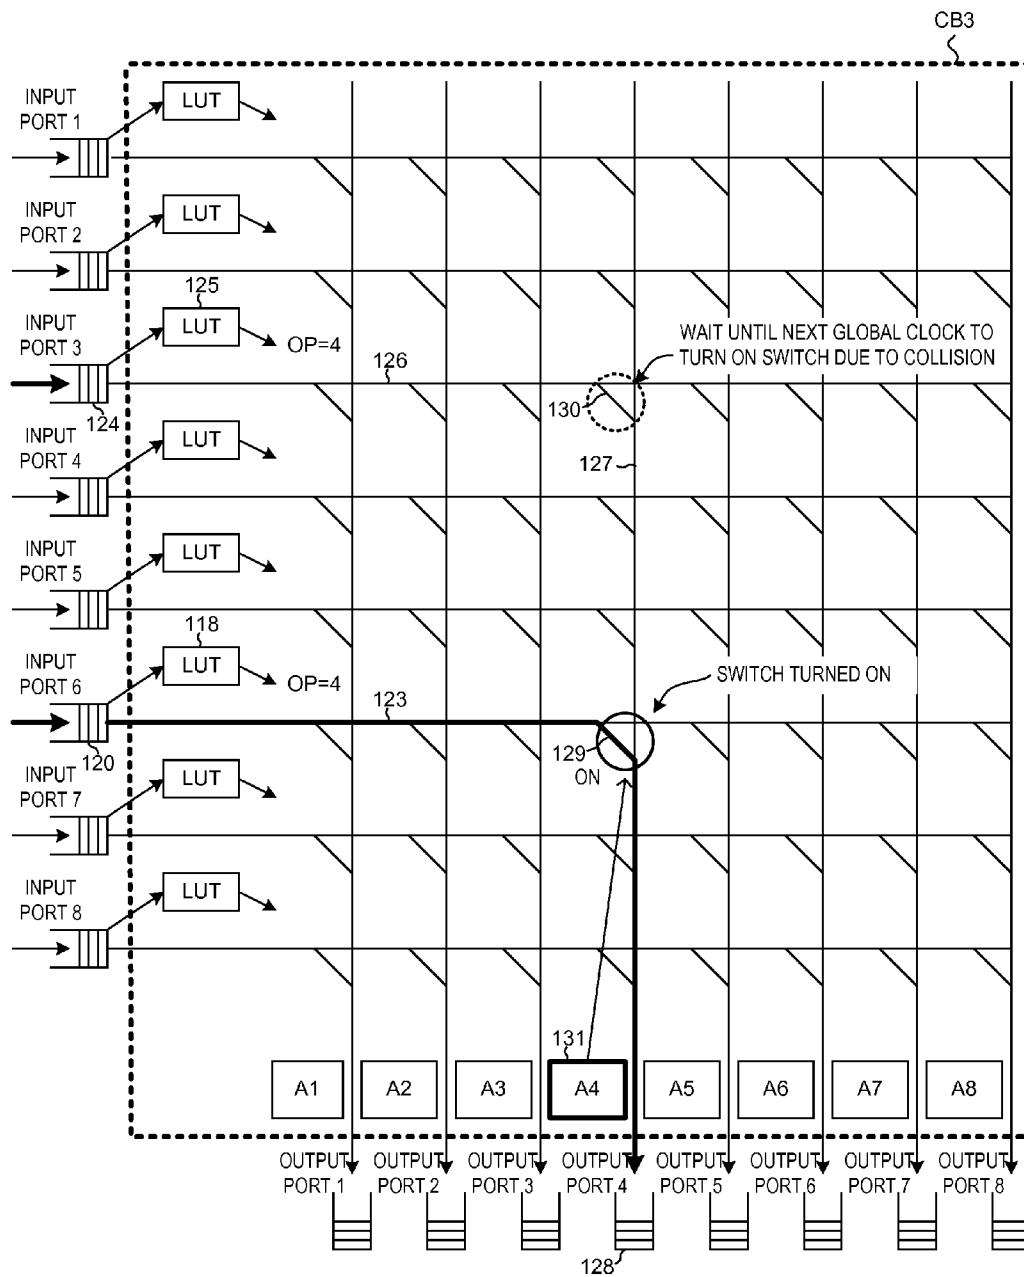 CB3
INPUT
PORT 1
LUT
INPUT
PORT 2
LUT
125
INPUT
PORT 3
LUT
OP=4
126
WAIT UNTIL NEXT GLOBAL CLOCK TO
TURN ON SWITCH DUE TO COLLISION
130
124
INPUT
PORT 4
LUT
127
INPUT
PORT 5
LUT
118
INPUT
PORT 6
LUT
OP=4
123
SWITCH TURNED ON
129
ON
120
INPUT
PORT 7
LUT
INPUT
PORT 8
LUT
131
A1 A2 A3 A4 A5 A6 A7 A8
OUTPUT OUTPUT OUTPUT OUTPUT OUTPUT OUTPUT OUTPUT OUTPUT
PORT 1 PORT 2 PORT 3 PORT 4 PORT 5 PORT 6 PORT 7 PORT 8
128